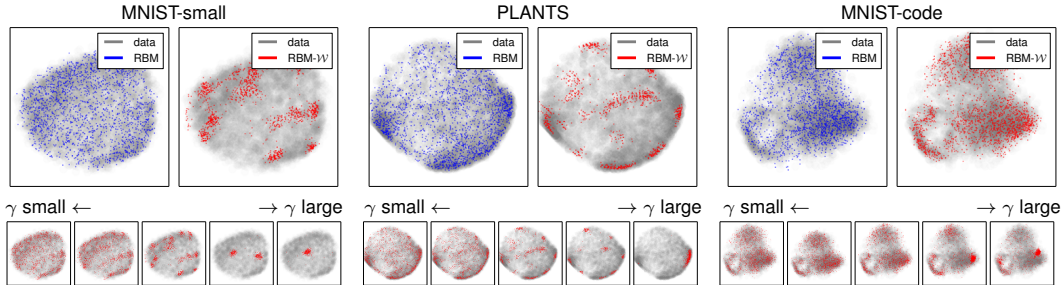 MNIST-small PLANTS MNIST-code
data data data data data data
RBM RBM-𝒲 RBM RBM-𝒲 RBM RBM-𝒲
γ small ← → γ large γ small ← → γ large γ small ← → γ large